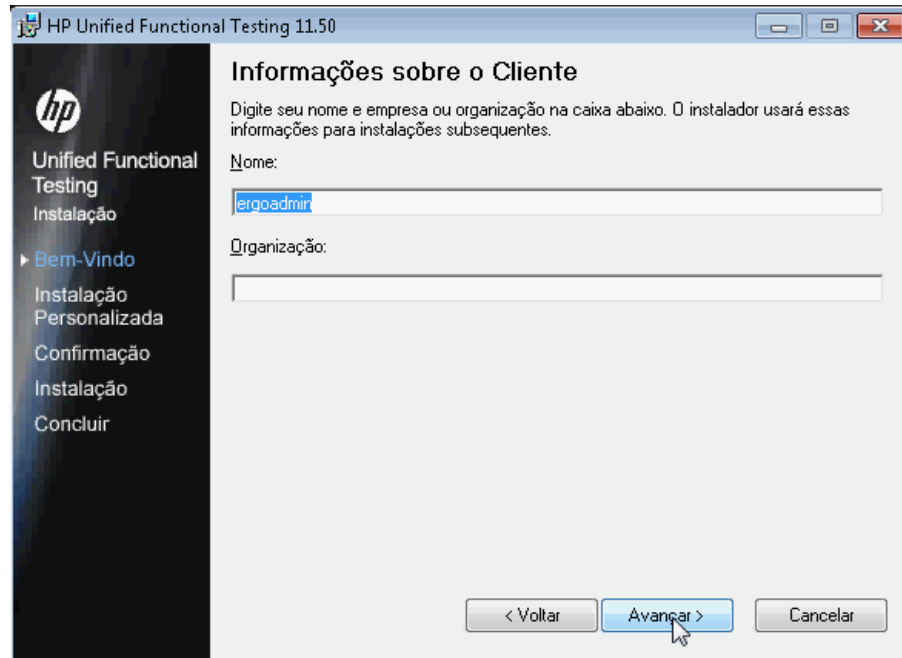 HP Unified Functional Testing 11.50
hp
Unified Functional
Testing
Instalação
Bem-Vindo
Instalação
Personalizada
Confirmação
Instalação
Concluir
Informações sobre o Cliente
Digite seu nome e empresa ou organização na caixa abaixo. O instalador usará essas
informações para instalações subsequentes.
Nome:
ergoadmin
Organização:
< Voltar
Avançar >
Cancelar